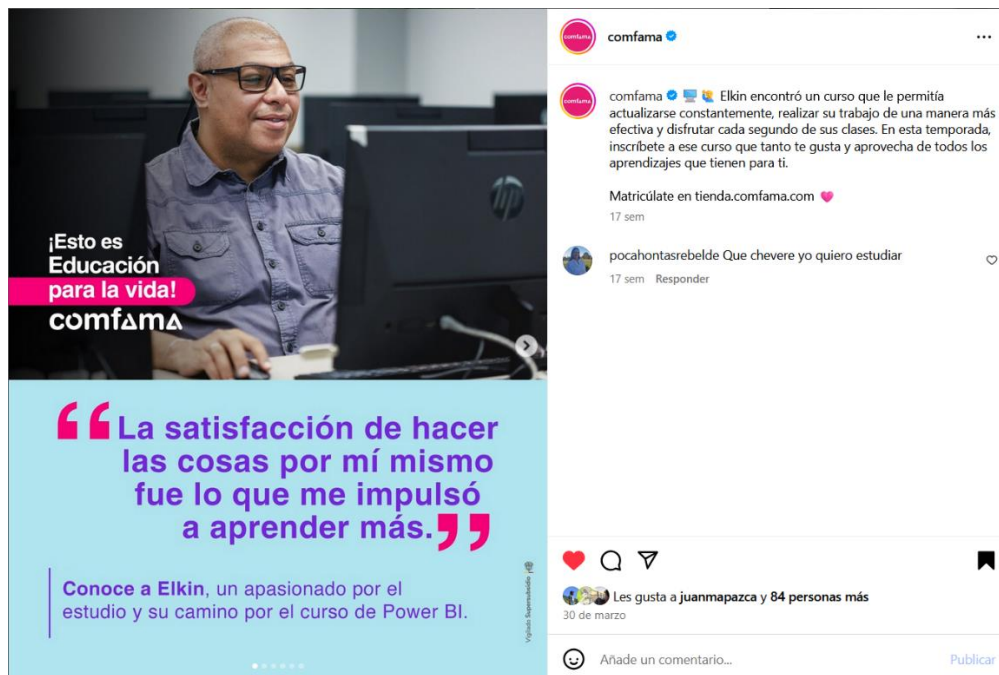 ¡Esto es
Educación
para la vida!
comfama
hp
“La satisfacción de hacer
las cosas por mí mismo
fue lo que me impulsó
a aprender más.”
Conoce a Elkin, un apasionado por el
estudio y su camino por el curso de Power BI.
Vigilado Supersubsidio
comfama
comfama
comfama
comfama Elkin encontró un curso que le permitía
actualizarse constantemente, realizar su trabajo de una manera más
efectiva y disfrutar cada segundo de sus clases. En esta temporada,
inscríbete a ese curso que tanto te gusta y aprovecha de todos los
aprendizajes que tienen para ti.
Matricúlate en tienda.comfama.com
17 sem
pocahontasrebelde Que chevere yo quiero estudiar
17 sem Responder
Les gusta a juanmapazca y 84 personas más
30 de marzo
Añade un comentario...
Publicar